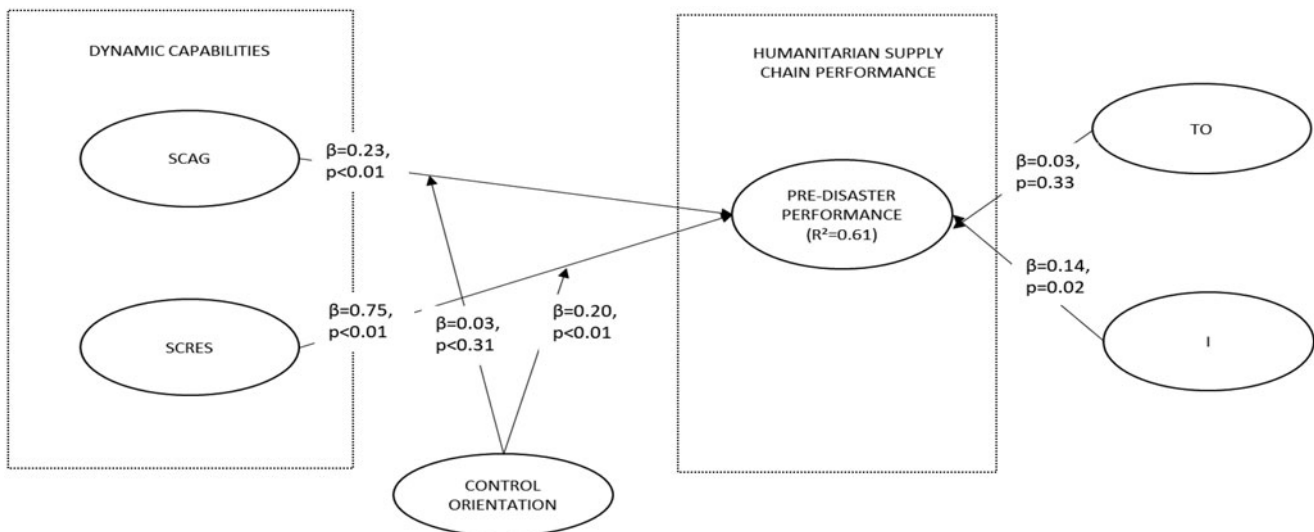 DYNAMIC CAPABILITIES
SCAG
β=0.23,
p<0.01
SCRES
β=0.75,
p<0.01
β=0.03,
p<0.31
β=0.20,
p<0.01
CONTROL
ORIENTATION
HUMANITARIAN SUPPLY
CHAIN PERFORMANCE
PRE-DISASTER
PERFORMANCE
(R²=0.61)
TO
β=0.03,
p=0.33
β=0.14,
p=0.02
I